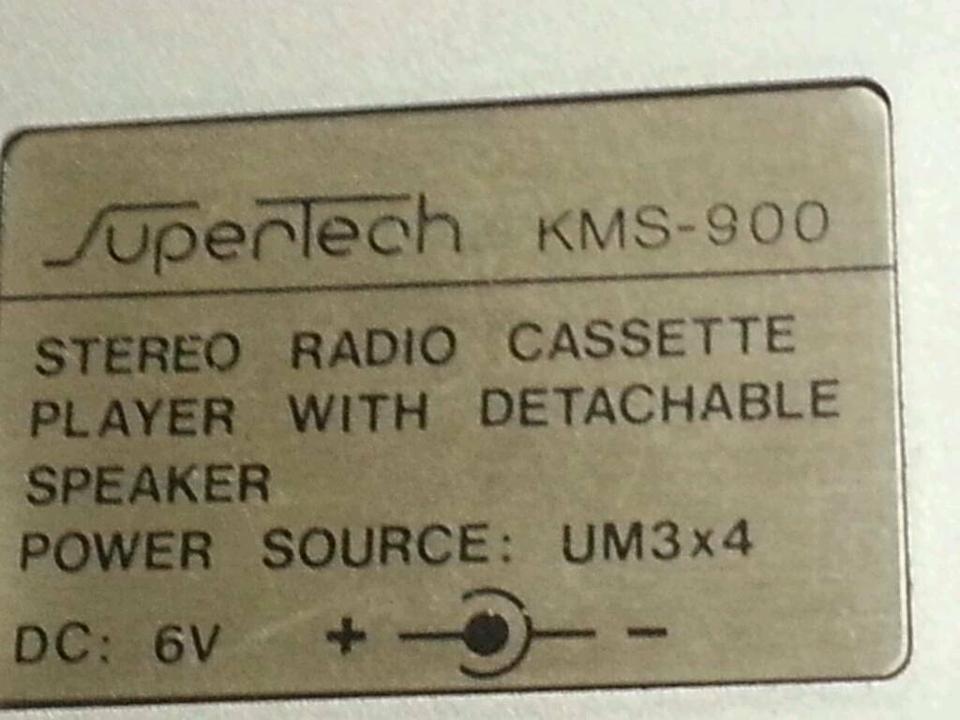 SuperTech KMS-900
STEREO RADIO CASSETTE
PLAYER WITH DETACHABLE
SPEAKER
POWER SOURCE: UM3x4
DC: 6V + −